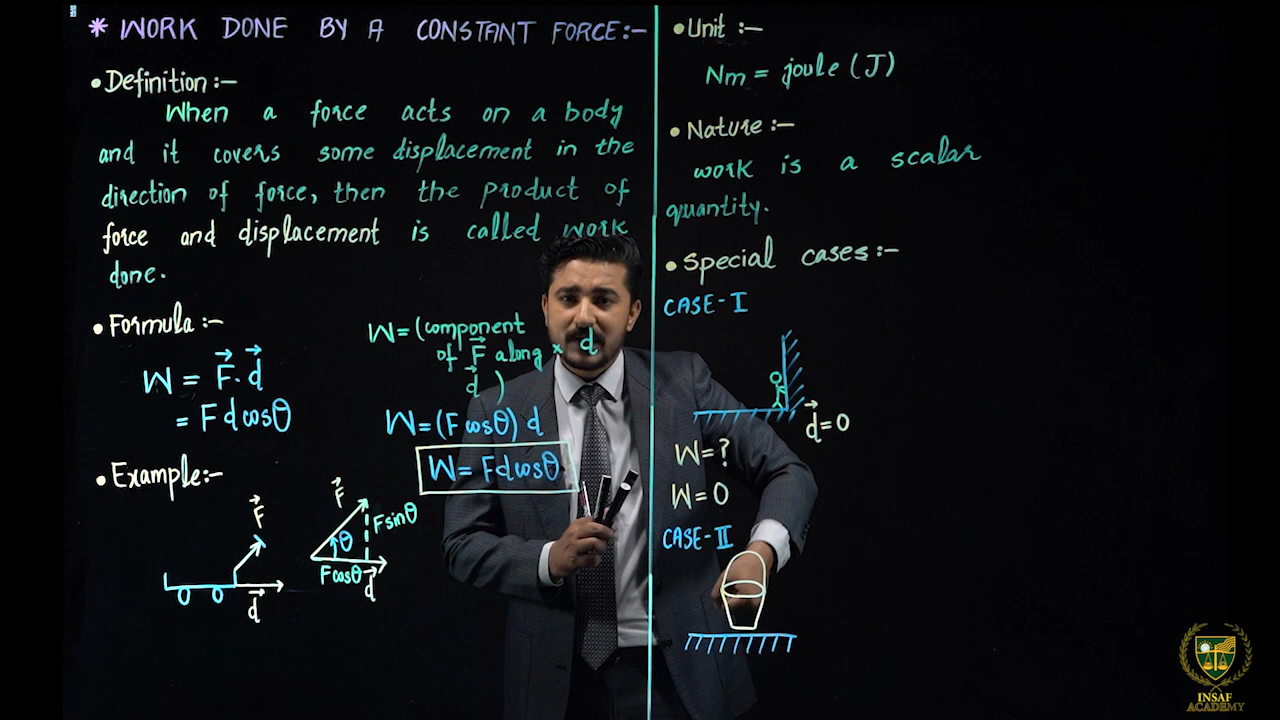 * WORK DONE BY A CONSTANT FORCE:-
• Definition:-
When a force acts on a body
and it covers some displacement in the
direction of force, then the product of
force and displacement is called work
done.
• Formula:-
W = F⃗. d⃗
= F d cosθ
W = (component
of F⃗ along × d
d⃗ )
W = (F cosθ) d
W = Fdcosθ
• Example:-
F⃗
d⃗
F⃗
Fsinθ
θ
Fcosθ
d⃗
• Unit :-
Nm = joule (J)
• Nature:-
work is a scalar
quantity.
• Special cases:-
CASE-I
d⃗=0
W=?
W=0
CASE-II
INSAF
ACADEMY